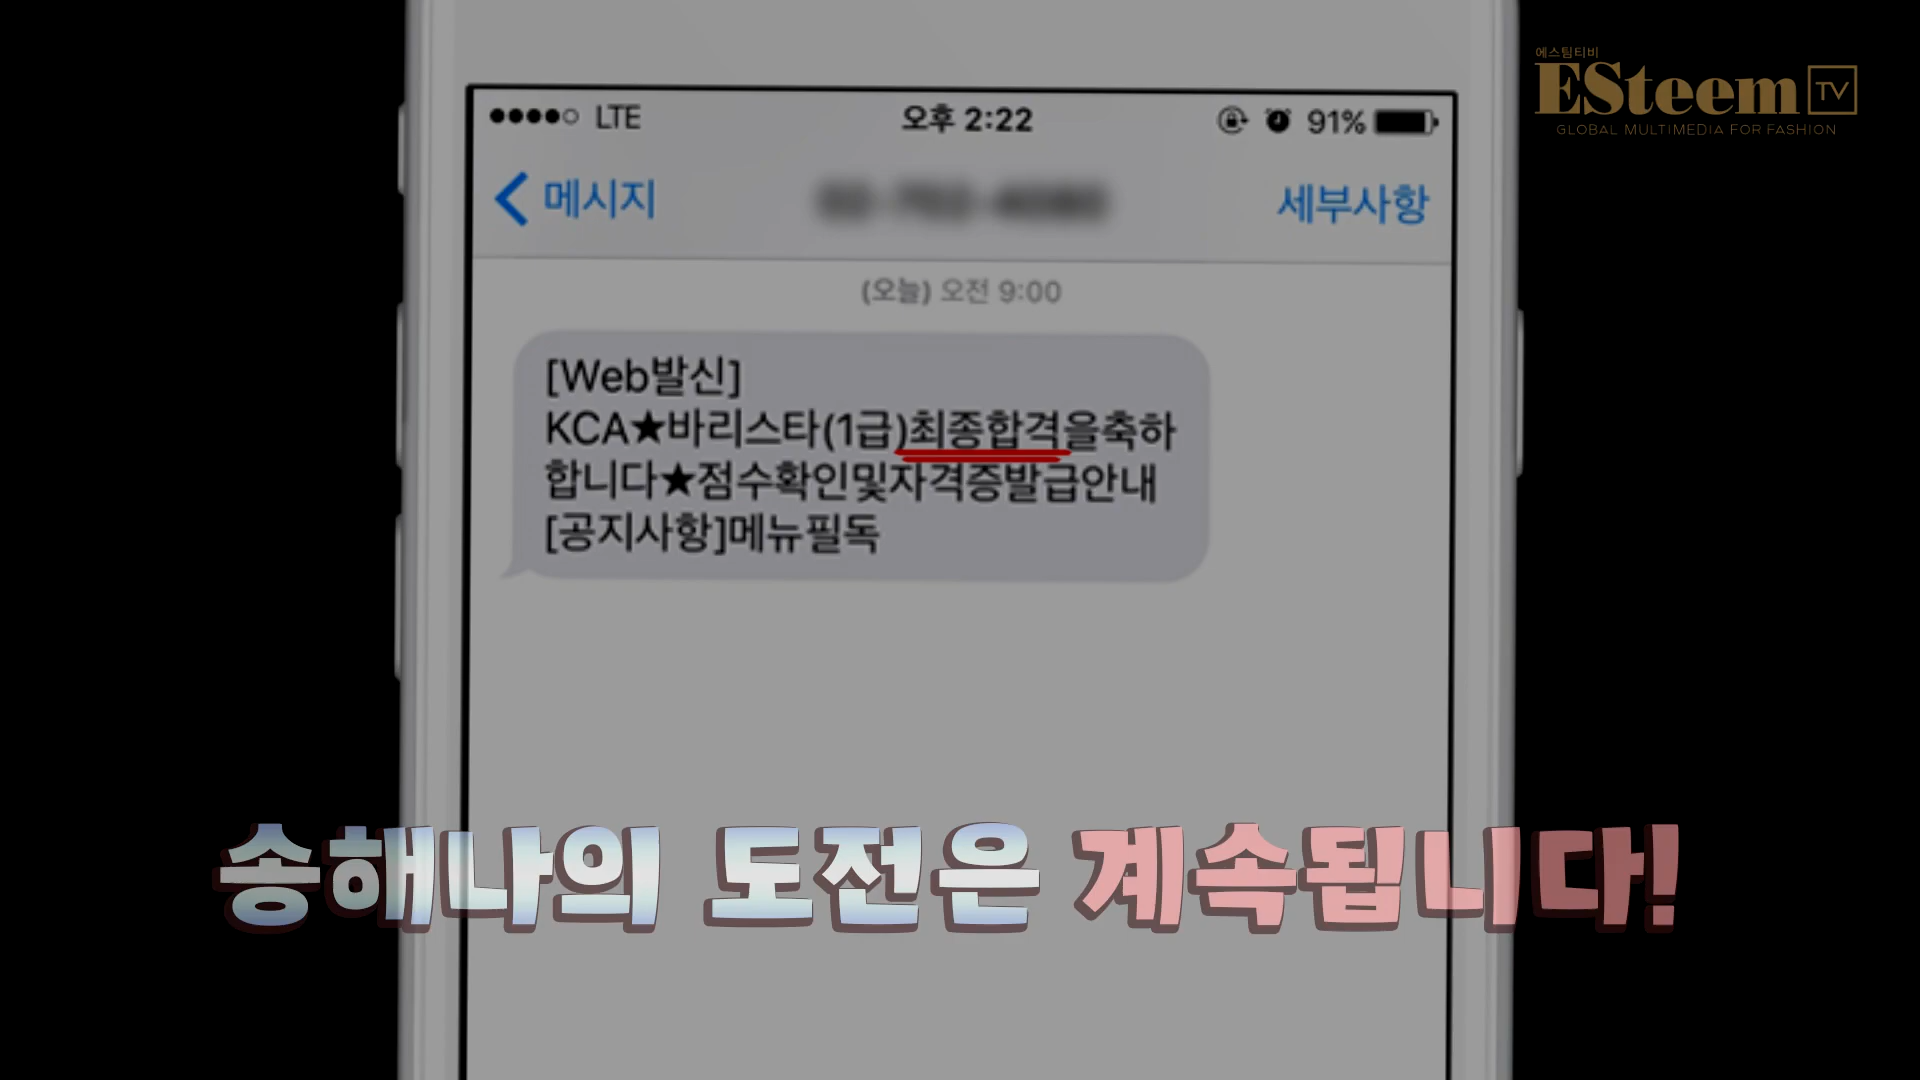 에스팀티비
ESteem TV
GLOBAL MULTIMEDIA FOR FASHION
LTE 오후 2:22 91%
메시지 세부사항
(오늘) 오전 9:00
[Web발신]
KCA★바리스타(1급)최종합격을축하
합니다★점수확인및자격증발급안내
[공지사항]메뉴필독
송해나의 도전은 계속됩니다!